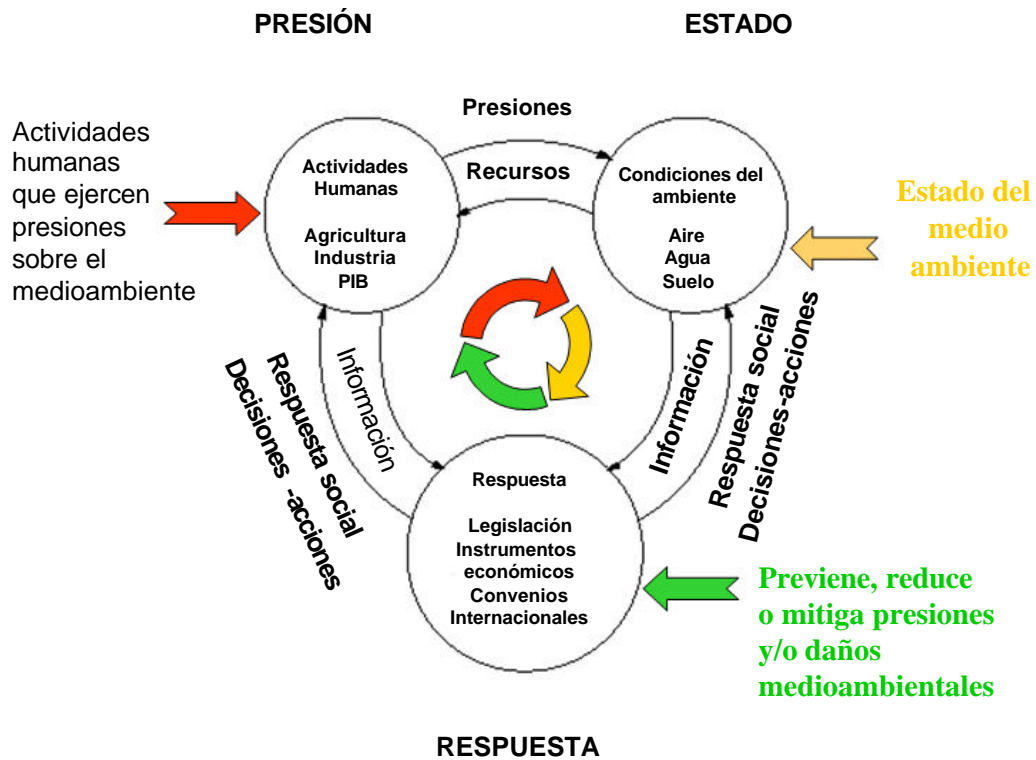 PRESIÓN
ESTADO
Presiones
Recursos
Actividades
humanas
que ejercen
presiones
sobre el
medioambiente
Actividades
Humanas
Agricultura
Industria
PIB
Condiciones del
ambiente
Aire
Agua
Suelo
Estado del
medio
ambiente
Información
Respuesta social
Decisiones -acciones
Información
Respuesta social
Decisiones-acciones
Respuesta
Legislación
Instrumentos
económicos
Convenios
Internacionales
Previene, reduce
o mitiga presiones
y/o daños
medioambientales
RESPUESTA